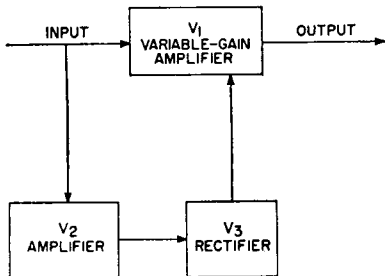 INPUT
V1
VARIABLE-GAIN
AMPLIFIER
OUTPUT
V2
AMPLIFIER
V3
RECTIFIER